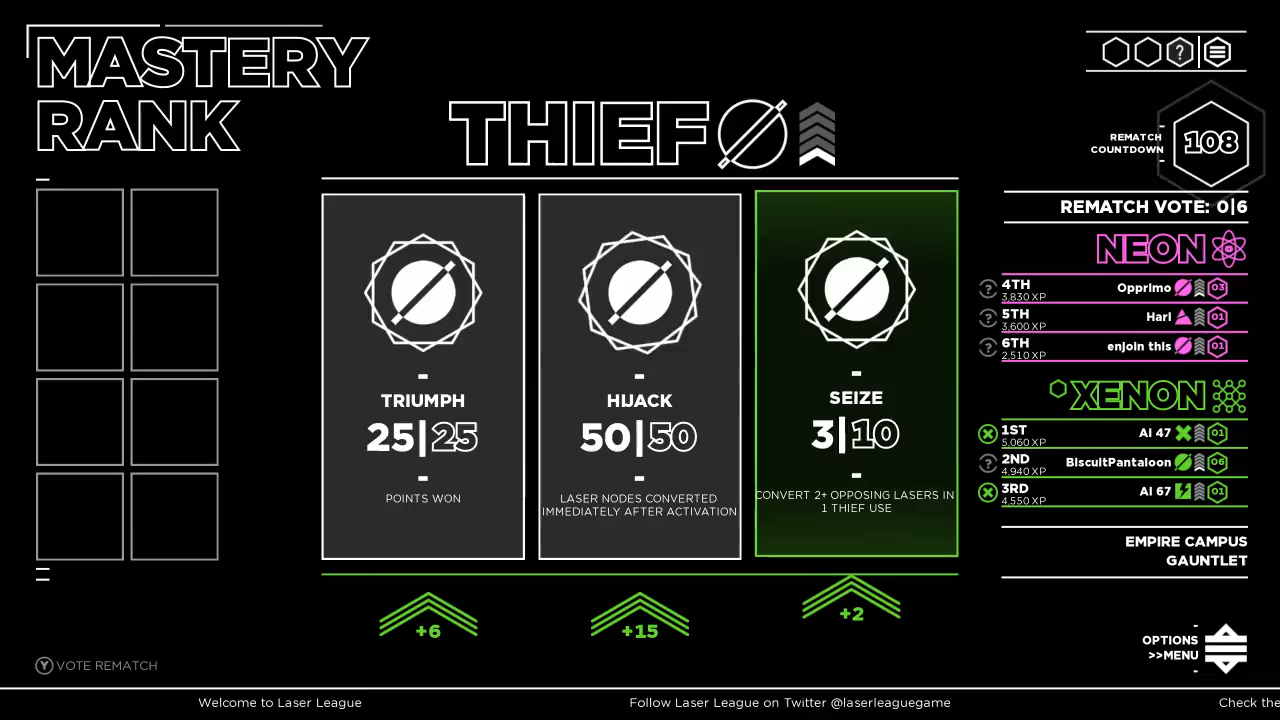 MASTERY
RANK
THIEF
?
REMATCH
COUNTDOWN
108
REMATCH VOTE: 0|6
NEON
? 4TH Opprimo 03
3,830 XP
? 5TH Hari 01
3,600 XP
? 6TH enjoin this 01
2,510 XP
XENON
1ST AI 47 01
5,060 XP
? 2ND BiscuitPantaloon 06
4,940 XP
3RD AI 67 01
4,550 XP
EMPIRE CAMPUS
GAUNTLET
TRIUMPH
25|25
POINTS WON
+6
HIJACK
50|50
LASER NODES CONVERTED
IMMEDIATELY AFTER ACTIVATION
+15
SEIZE
3|10
CONVERT 2+ OPPOSING LASERS IN
1 THIEF USE
+2
OPTIONS
>>MENU
Y VOTE REMATCH
Welcome to Laser League
Follow Laser League on Twitter @laserleaguegame
Check the